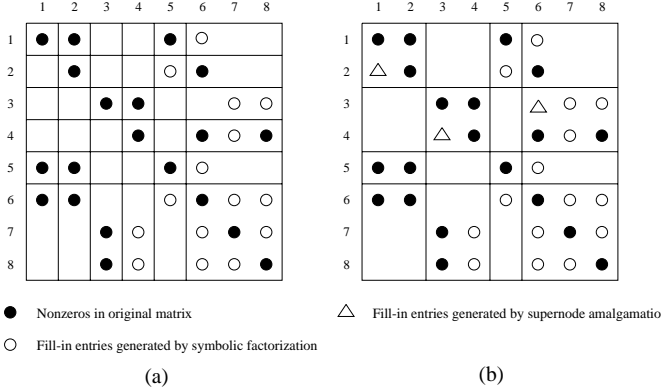 1 2 3 4 5 6 7 8
1
2
3
4
5
6
7
8
1 2 3 4 5 6 7 8
1
2
3
4
5
6
7
8
Nonzeros in original matrix
Fill-in entries generated by symbolic factorization
Fill-in entries generated by supernode amalgamatio
(a)
(b)